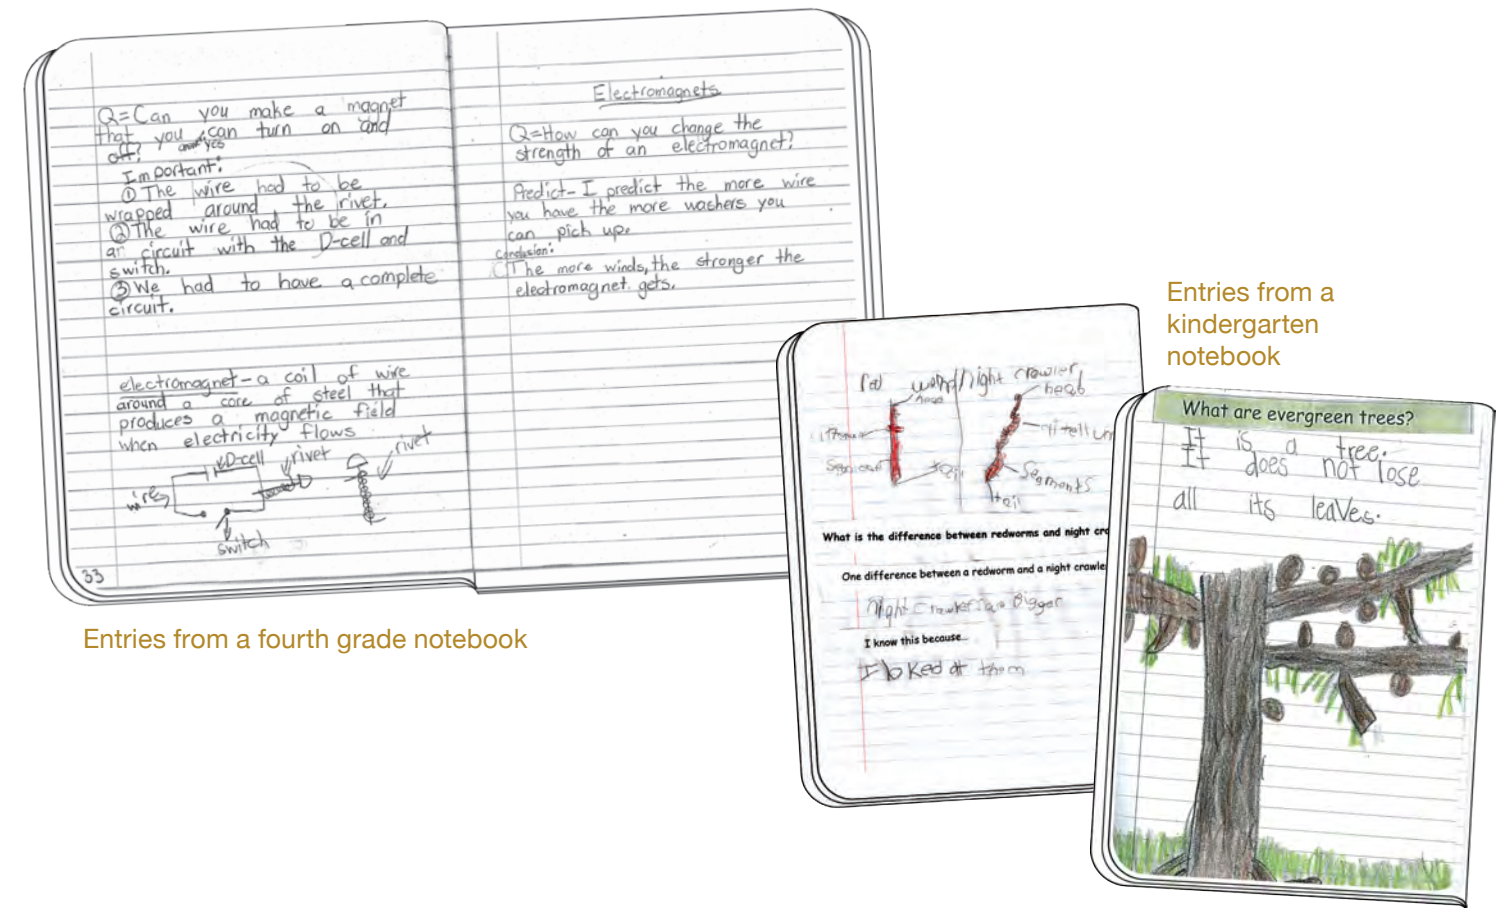 Q=Can you make a magnet
that you can turn on and
off? yes
Important:
① The wire had to be
wrapped around the rivet.
② The wire had to be in
a circuit with the D-cell and
switch.
③ We had to have a complete
circuit.
electromagnet - a coil of wire
around a core of steel that
produces a magnetic field
when electricity flows
D-cell
rivet
rivet
wire
switch
33
Electromagnets
Q=How can you change the
strength of an electromagnet?
Predict - I predict the more wire
you have the more washers you
can pick up.
Conclusion:
The more winds, the stronger the
electromagnet gets.
Entries from a fourth grade notebook
red night crawler
head
head
Segments
tail
tail
What is the difference between redworms and night cra
One difference between a redworm and a night crawle
night Crawlers are Bigger
I know this because...
I looked at them
Entries from a
kindergarten
notebook
What are evergreen trees?
It is a tree.
It does not lose
all its leaves.